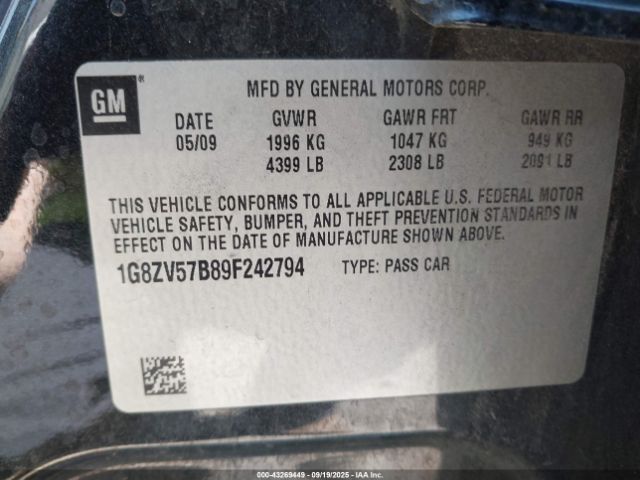 GM
MFD BY GENERAL MOTORS CORP.
DATE GVWR GAWR FRT GAWR RR
05/09 1996 KG 1047 KG 949 KG
4399 LB 2308 LB 2091 LB
THIS VEHICLE CONFORMS TO ALL APPLICABLE U.S. FEDERAL MOTOR
VEHICLE SAFETY, BUMPER, AND THEFT PREVENTION STANDARDS IN
EFFECT ON THE DATE OF MANUFACTURE SHOWN ABOVE.
1G8ZV57B89F242794 TYPE: PASS CAR
000-43269449 - 09/19/2025 - IAA Inc.